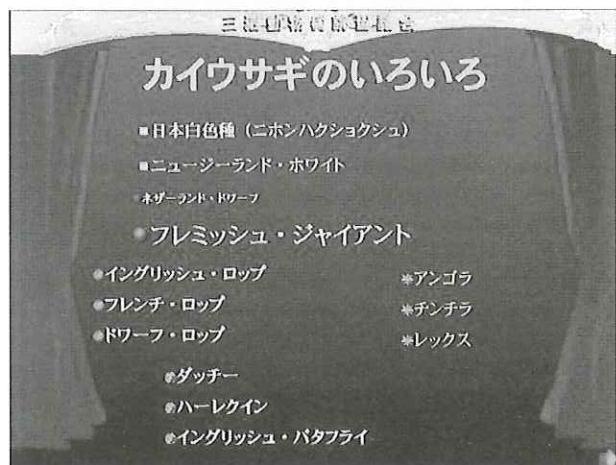 カイウサギのいろいろ
■日本白色種（ニホンハクショクシュ）
■ニュージーランド・ホワイト
ネザーランド・ドワーフ
●フレミッシュ・ジャイアント
●イングリッシュ・ロップ
●フレンチ・ロップ
●ドワーフ・ロップ
＊アンゴラ
＊チンチラ
＊レックス
●ダッチー
●ハーレクイン
●イングリッシュ・バタフライ